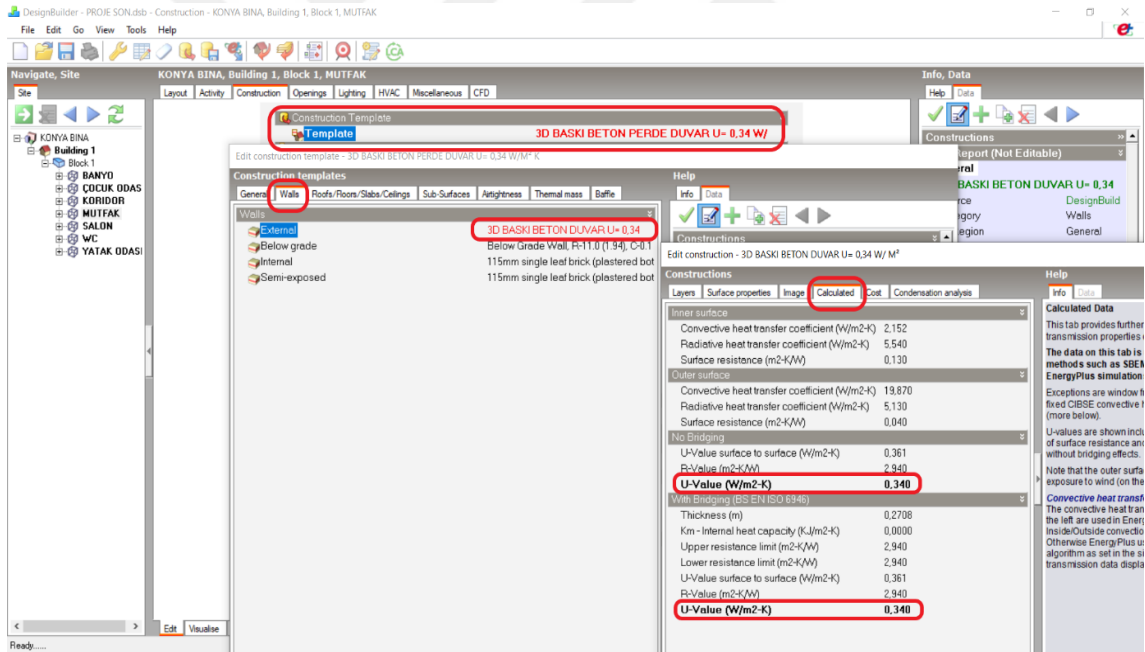 DesignBuilder - PROJE SON.dsb - Construction - KONYA BINA, Building 1, Block 1, MUTFAK
File Edit Go View Tools Help
Navigate, Site
Site
KONYA BINA
Building 1
Block 1
BANYO
ÇOCUK ODAS
KORIDOR
MUTFAK
SALON
WC
YATAK ODASI
KONYA BINA, Building 1, Block 1, MUTFAK
Layout Activity Construction Openings Lighting HVAC Miscellaneous CFD
Construction Template
Template 3D BASKI BETON PERDE DUVAR U= 0,34 W/
Info, Data
Help Data
Constructions
Report (Not Editable)
BASKI BETON DUVAR U= 0,34
DesignBuild
Walls
General
Edit construction template - 3D BASKI BETON PERDE DUVAR U= 0,34 W/M² K
Construction templates
General Walls Roofs/Floors/Slabs/Ceilings Sub-Surfaces Airtightness Thermal mass Baffle
Walls
External 3D BASKI BETON DUVAR U= 0,34
Below grade Below Grade Wall, R-11.0 (1.94), C-0.1
Internal 115mm single leaf brick (plastered bot
Semi-exposed 115mm single leaf brick (plastered bot
Help
Info Data
Constructions
Edit construction - 3D BASKI BETON DUVAR U= 0,34 W/ M²
Constructions
Layers Surface properties Image Calculated Cost Condensation analysis
Inner surface
Convective heat transfer coefficient (W/m2-K) 2,152
Radiative heat transfer coefficient (W/m2-K) 5,540
Surface resistance (m2-K/W) 0,130
Outer surface
Convective heat transfer coefficient (W/m2-K) 19,870
Radiative heat transfer coefficient (W/m2-K) 5,130
Surface resistance (m2-K/W) 0,040
No Bridging
U-Value surface to surface (W/m2-K) 0,361
R-Value (m2-K/W) 2,940
U-Value (W/m2-K) 0,340
With Bridging (BS EN ISO 6946)
Thickness (m) 0,2708
Km - Internal heat capacity (KJ/m2-K) 0,0000
Upper resistance limit (m2-K/W) 2,940
Lower resistance limit (m2-K/W) 2,940
U-Value surface to surface (W/m2-K) 0,361
R-Value (m2-K/W) 2,940
U-Value (W/m2-K) 0,340
Help
Info Data
Calculated Data
This tab provides further
transmission properties
The data on this tab is
methods such as SBEM
EnergyPlus simulation
Exceptions are window f
fixed CIBSE convective h
(more below).
U-values are shown inclu
of surface resistance and
without bridging effects.
Note that the outer surfa
exposure to wind (on the
Convective heat transf
The convective heat tran
the left are used in Energ
Inside/Outside convectio
Otherwise EnergyPlus u
algorithm as set in the si
transmission data displa
Edit Visualise
Ready.....